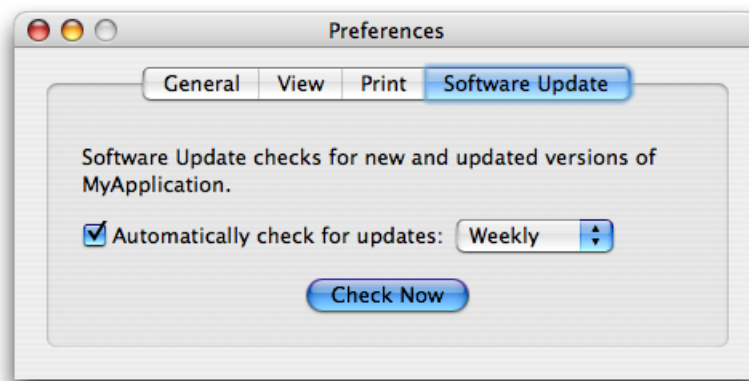 Preferences
General View Print Software Update
Software Update checks for new and updated versions of
MyApplication.
Automatically check for updates: Weekly
Check Now